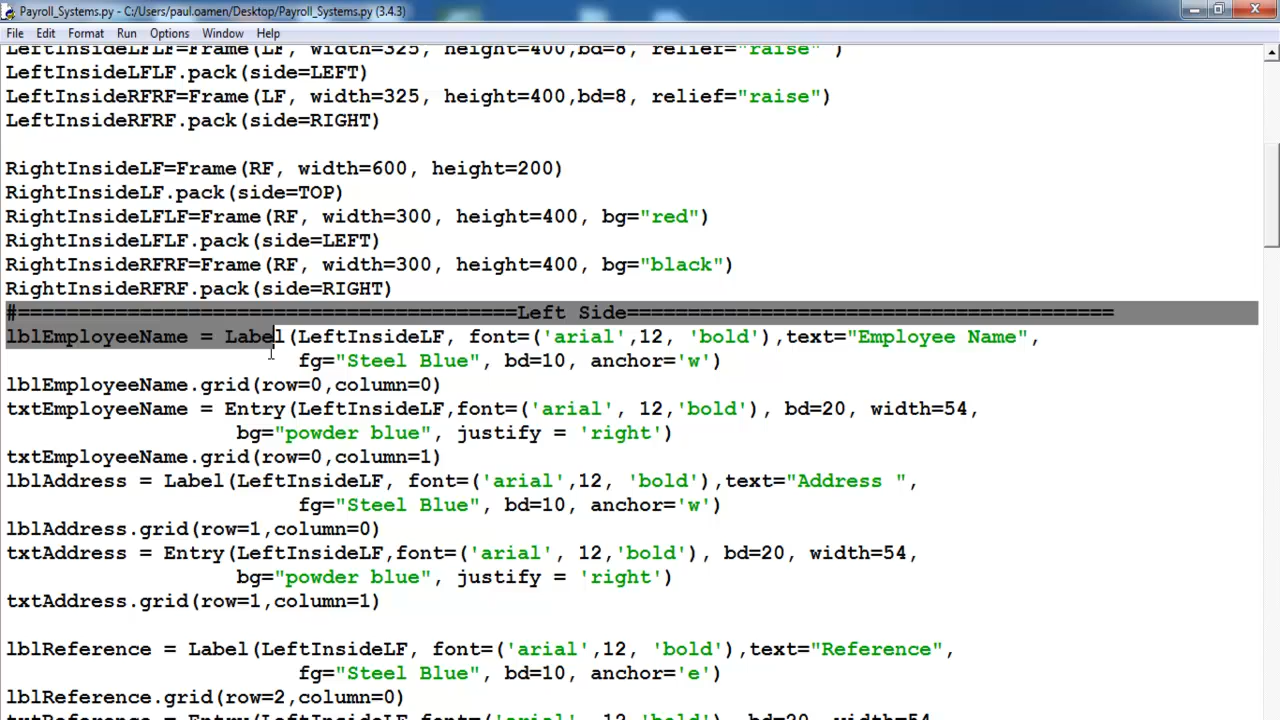 Payroll_Systems.py - C:/Users/paul.oamen/Desktop/Payroll_Systems.py (3.4.3)
File Edit Format Run Options Window Help
LeftInsideLFLF=Frame(LF, width=325, height=400,bd=8, relief="raise" )
LeftInsideLFLF.pack(side=LEFT)
LeftInsideRFRF=Frame(LF, width=325, height=400,bd=8, relief="raise")
LeftInsideRFRF.pack(side=RIGHT)
RightInsideLF=Frame(RF, width=600, height=200)
RightInsideLF.pack(side=TOP)
RightInsideLFLF=Frame(RF, width=300, height=400, bg="red")
RightInsideLFLF.pack(side=LEFT)
RightInsideRFRF=Frame(RF, width=300, height=400, bg="black")
RightInsideRFRF.pack(side=RIGHT)
#=========================================Left Side========================================
lblEmployeeName = Label(LeftInsideLF, font=('arial',12, 'bold'),text="Employee Name",
fg="Steel Blue", bd=10, anchor='w')
lblEmployeeName.grid(row=0,column=0)
txtEmployeeName = Entry(LeftInsideLF,font=('arial', 12,'bold'), bd=20, width=54,
bg="powder blue", justify = 'right')
txtEmployeeName.grid(row=0,column=1)
lblAddress = Label(LeftInsideLF, font=('arial',12, 'bold'),text="Address ",
fg="Steel Blue", bd=10, anchor='w')
lblAddress.grid(row=1,column=0)
txtAddress = Entry(LeftInsideLF,font=('arial', 12,'bold'), bd=20, width=54,
bg="powder blue", justify = 'right')
txtAddress.grid(row=1,column=1)
lblReference = Label(LeftInsideLF, font=('arial',12, 'bold'),text="Reference",
fg="Steel Blue", bd=10, anchor='e')
lblReference.grid(row=2,column=0)
txtReference = Entry(LeftInsideLF,font=('arial', 12,'bold'), bd=20, width=54,